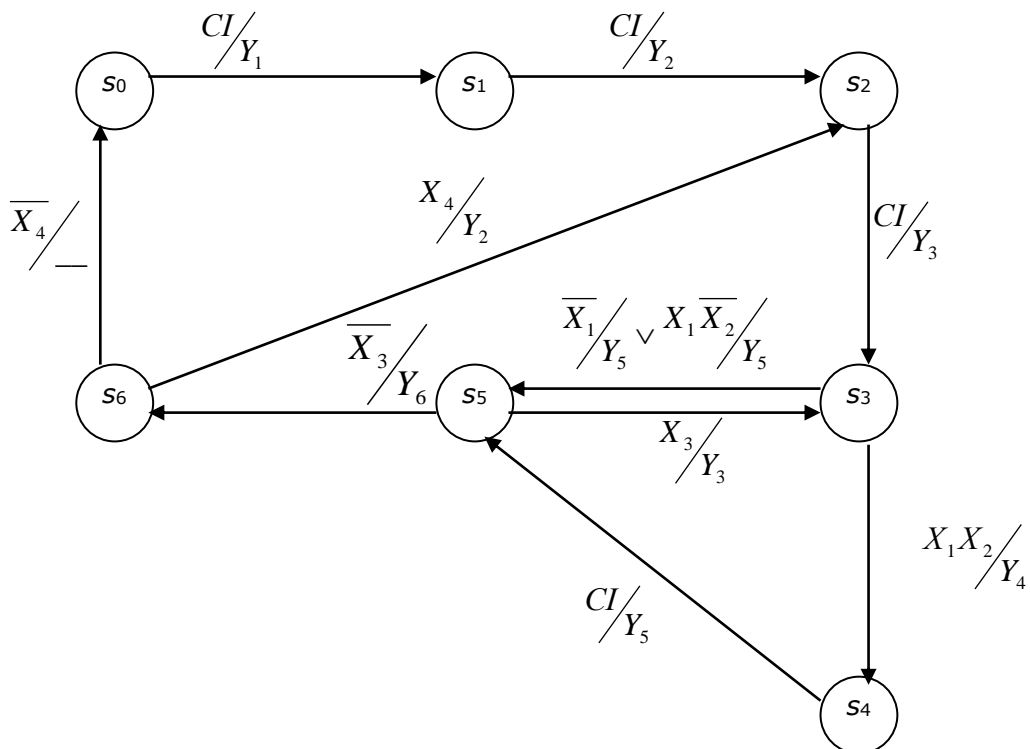 CI/Y₁
CI/Y₂
s₀
s₁
s₂
X̅₄/__
X₄/Y₂
CI/Y₃
X̅₃/Y₆
X̅₁/Y₅ ∨ X₁X̅₂/Y₅
s₆
s₅
s₃
X₃/Y₃
X₁X₂/Y₄
CI/Y₅
s₄